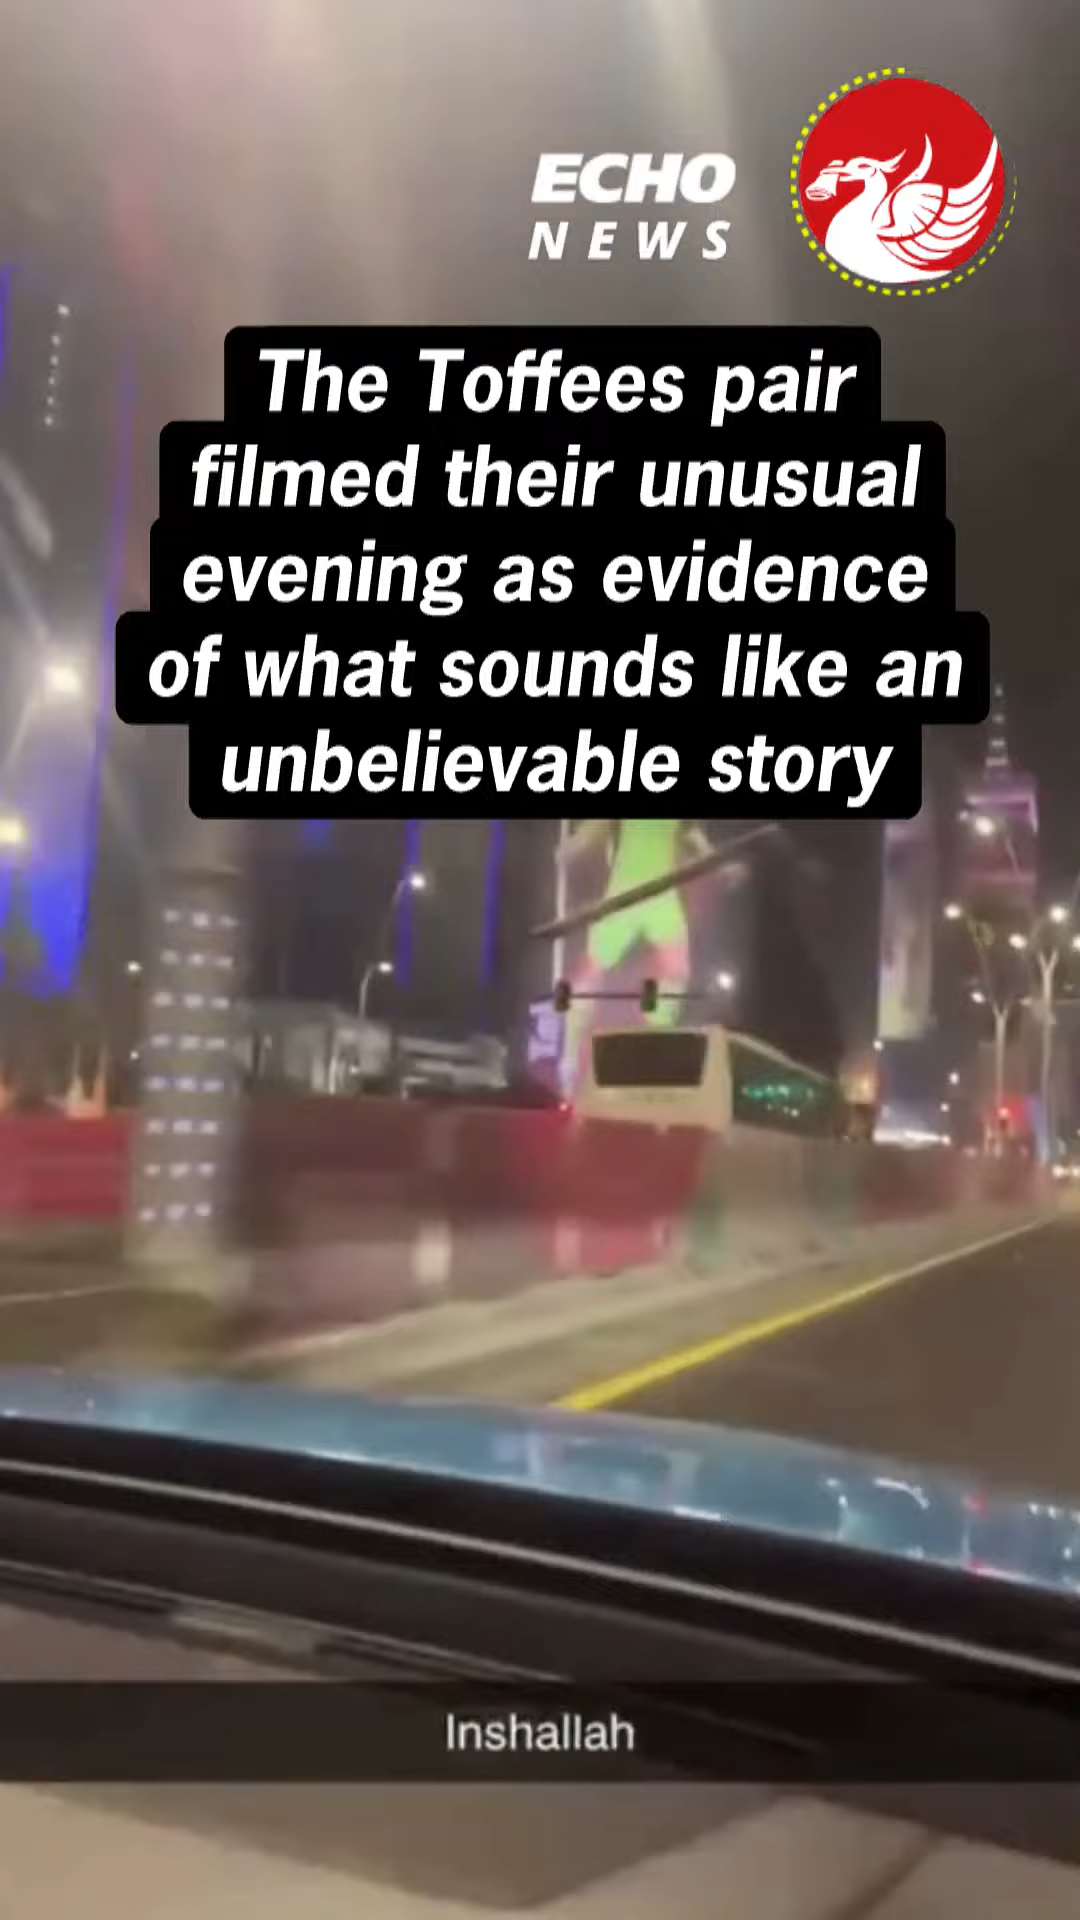 ECHO
NEWS
The Toffees pair
filmed their unusual
evening as evidence
of what sounds like an
unbelievable story
Inshallah